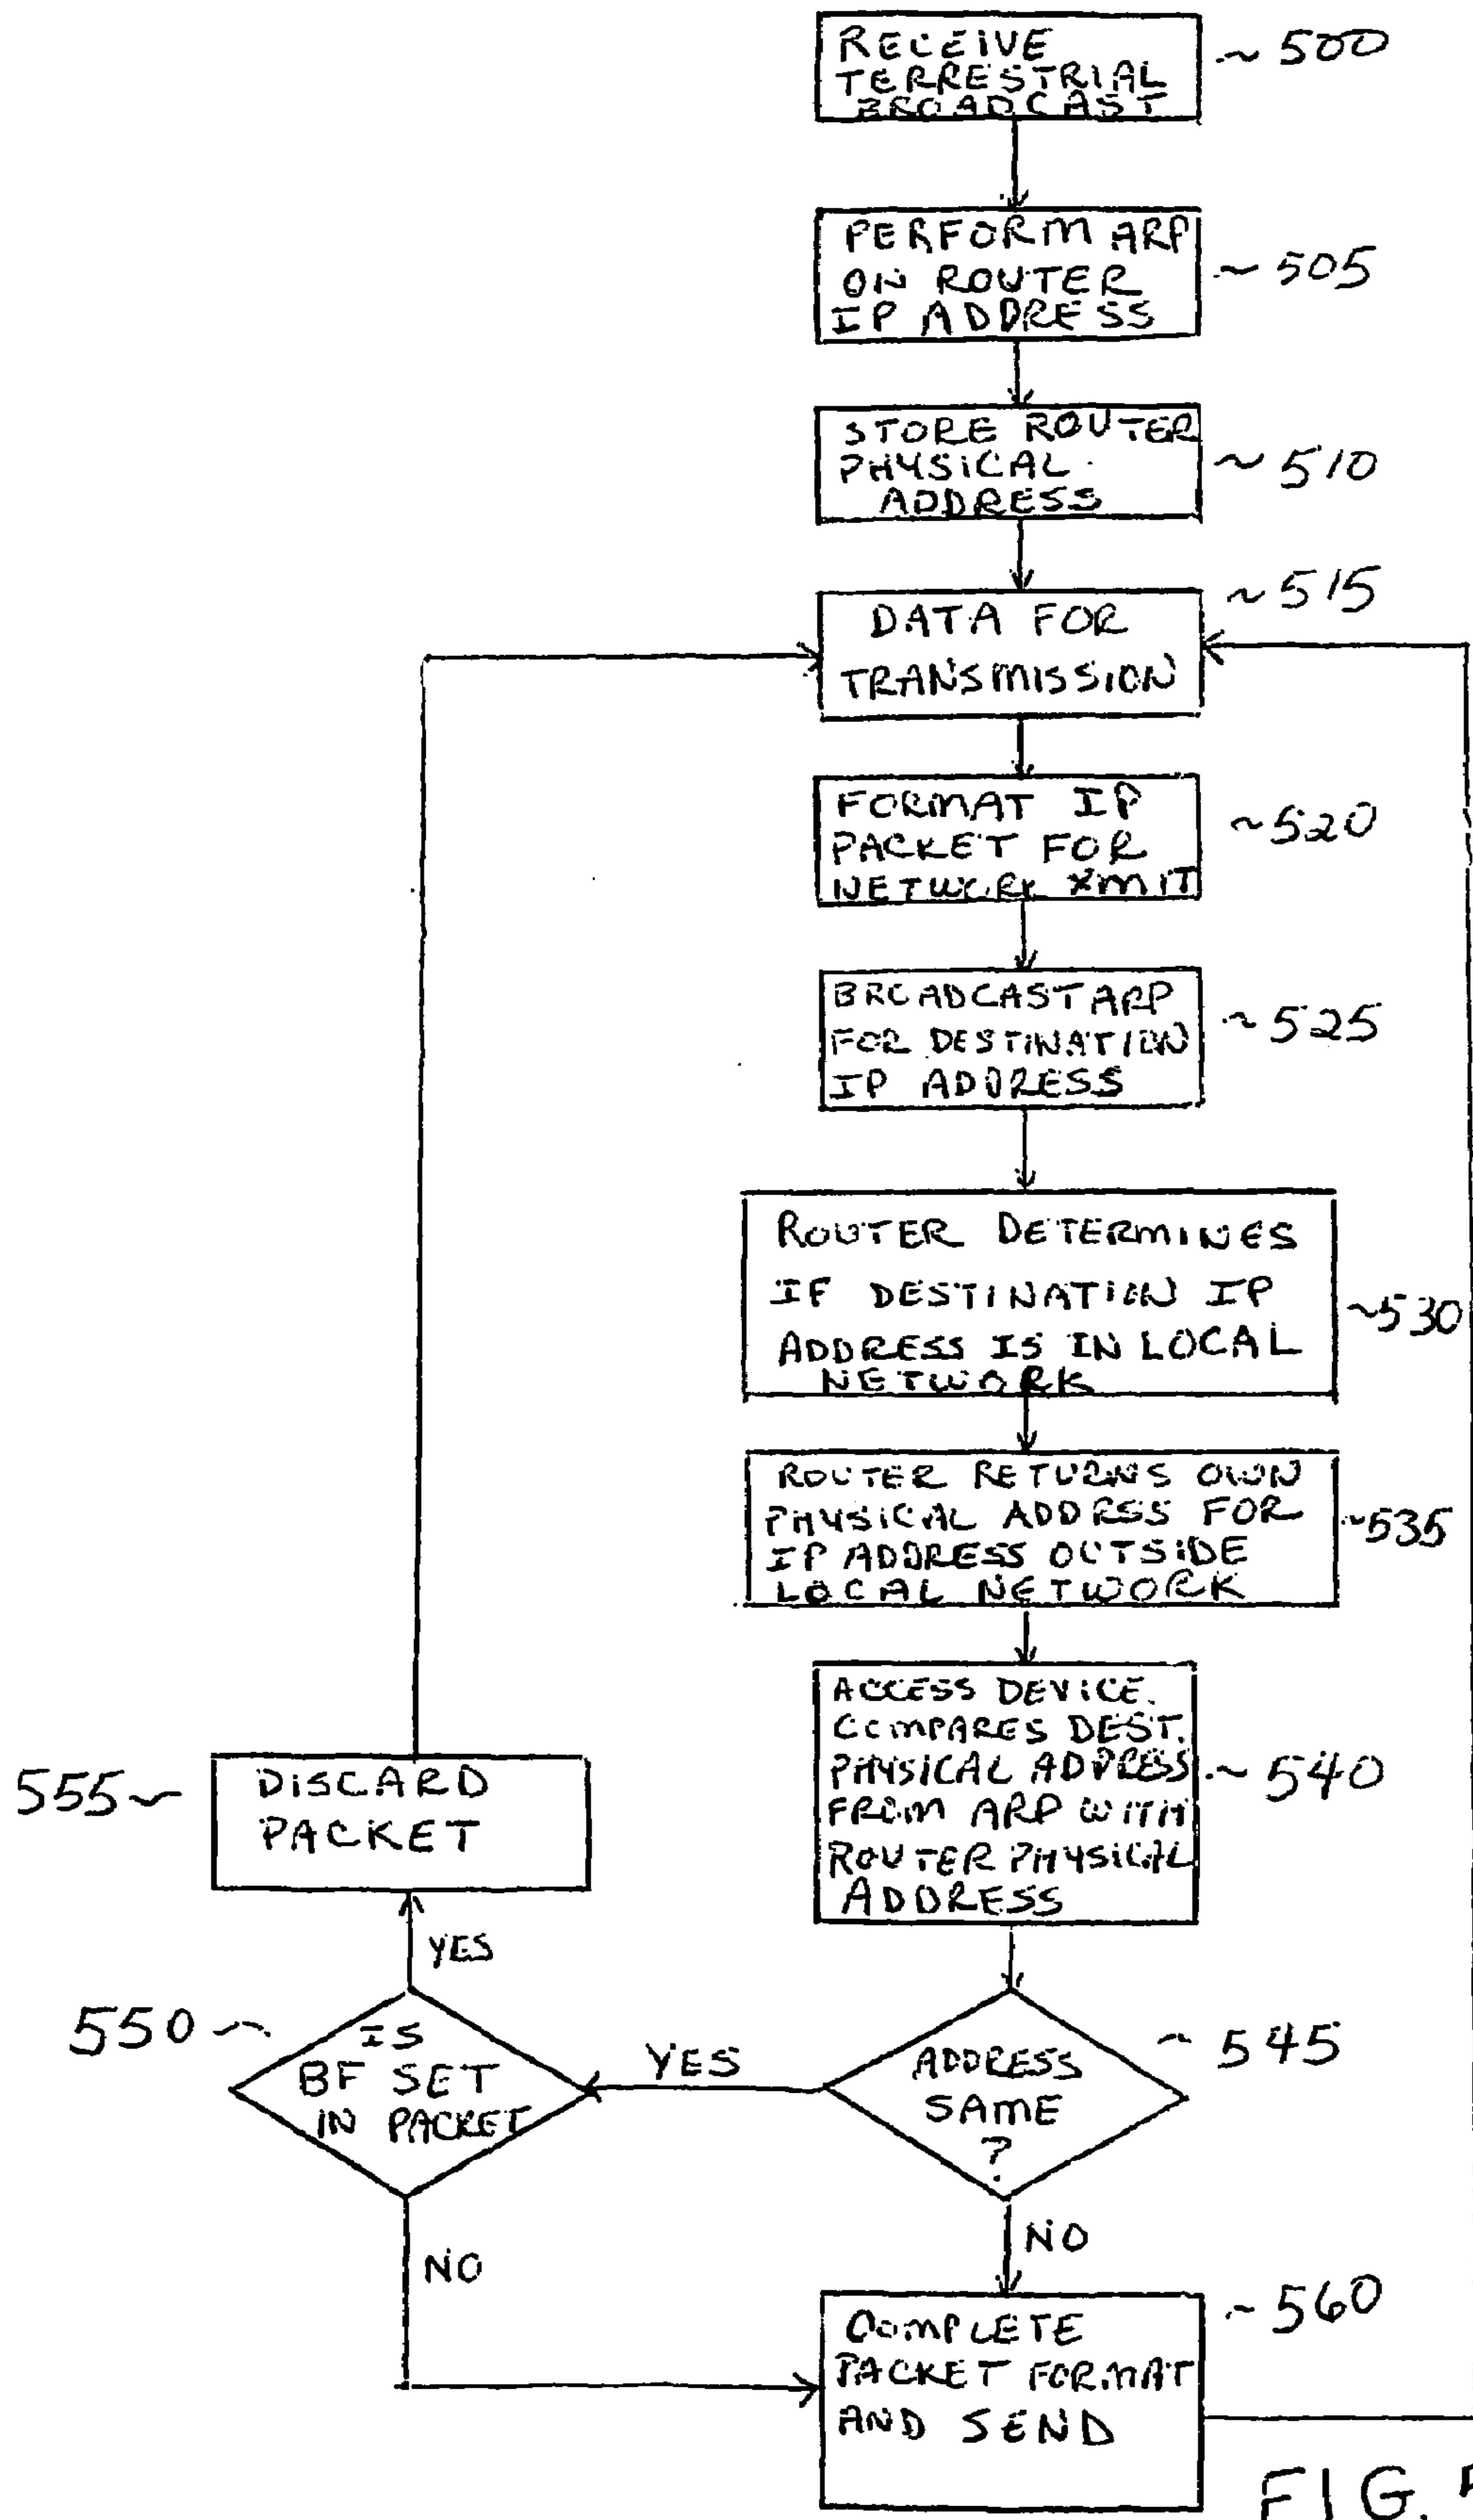 RECEIVE
TERRESTRIAL
BROADCAST
~500
PERFORM ARP
ON ROUTER
IP ADDRESS
~505
STORE ROUTER
PHYSICAL
ADDRESS
~510
DATA FOR
TRANSMISSION
~515
FORMAT IP
PACKET FOR
NETWORK XMIT
~520
BROADCAST ARP
FOR DESTINATION
IP ADDRESS
~525
ROUTER DETERMINES
IF DESTINATION IP
ADDRESS IS IN LOCAL
NETWORK
~530
ROUTER RETURNS OWN
PHYSICAL ADDRESS FOR
IP ADDRESS OUTSIDE
LOCAL NETWORK
~535
ACCESS DEVICE
COMPARES DEST.
PHYSICAL ADDRESS
FROM ARP WITH
ROUTER PHYSICAL
ADDRESS
~540
ADDRESS
SAME
?
~545
YES
NO
IS
BF SET
IN PACKET
550~
YES
NO
DISCARD
PACKET
555~
COMPLETE
PACKET FORMAT
AND SEND
~560
FIG.